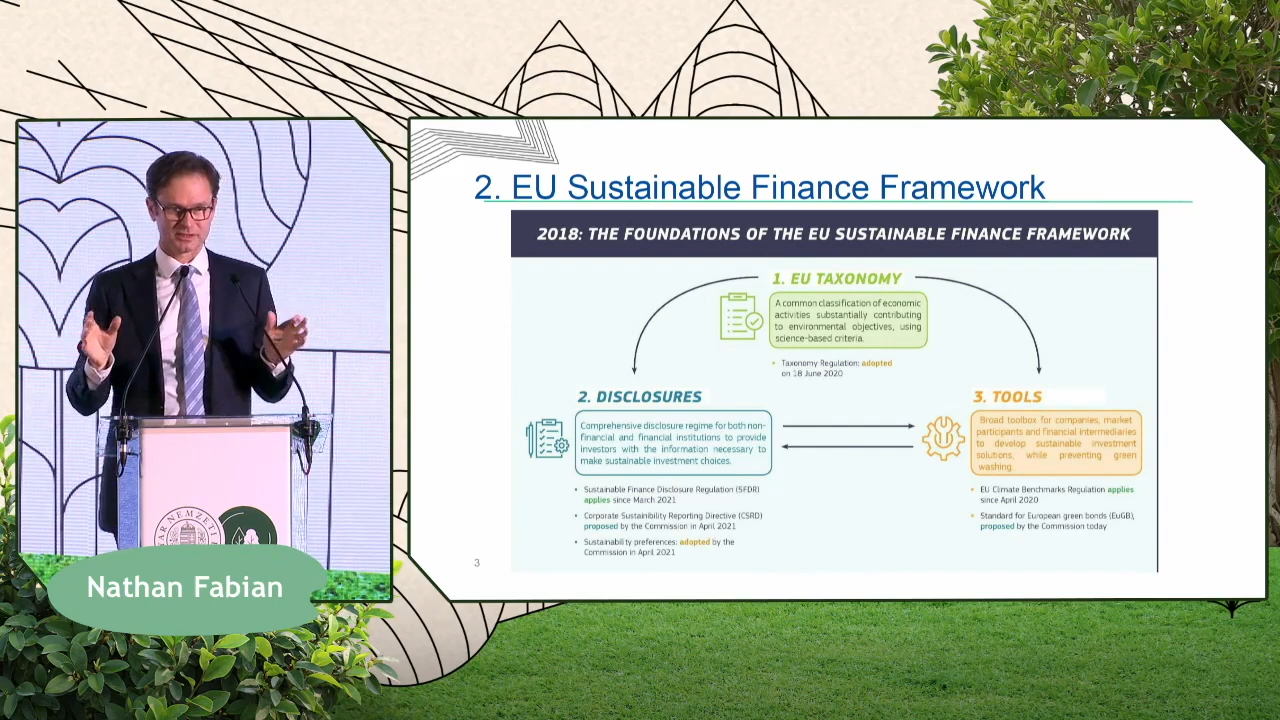 2. EU Sustainable Finance Framework
2018: THE FOUNDATIONS OF THE EU SUSTAINABLE FINANCE FRAMEWORK
1. EU TAXONOMY
A common classification of economic
activities substantially contributing
to environmental objectives, using
science-based criteria.
• Taxonomy Regulation: adopted
on 18 June 2020
2. DISCLOSURES
Comprehensive disclosure regime for both non-
financial and financial institutions to provide
investors with the information necessary to
make sustainable investment choices.
• Sustainable Finance Disclosure Regulation (SFDR)
applies since March 2021
• Corporate Sustainibility Reporting Directive (CSRD)
proposed by the Commission in April 2021
• Sustainability preferences: adopted by the
Commission in April 2021
3. TOOLS
Broad toolbox for companies, market
participants and financial intermediaries
to develop sustainable investment
solutions, while preventing green
washing.
• EU Climate Benchmarks Regulation applies
since April 2020
• Standard for European green bonds (EuGB),
proposed by the Commission today
3
Nathan Fabian